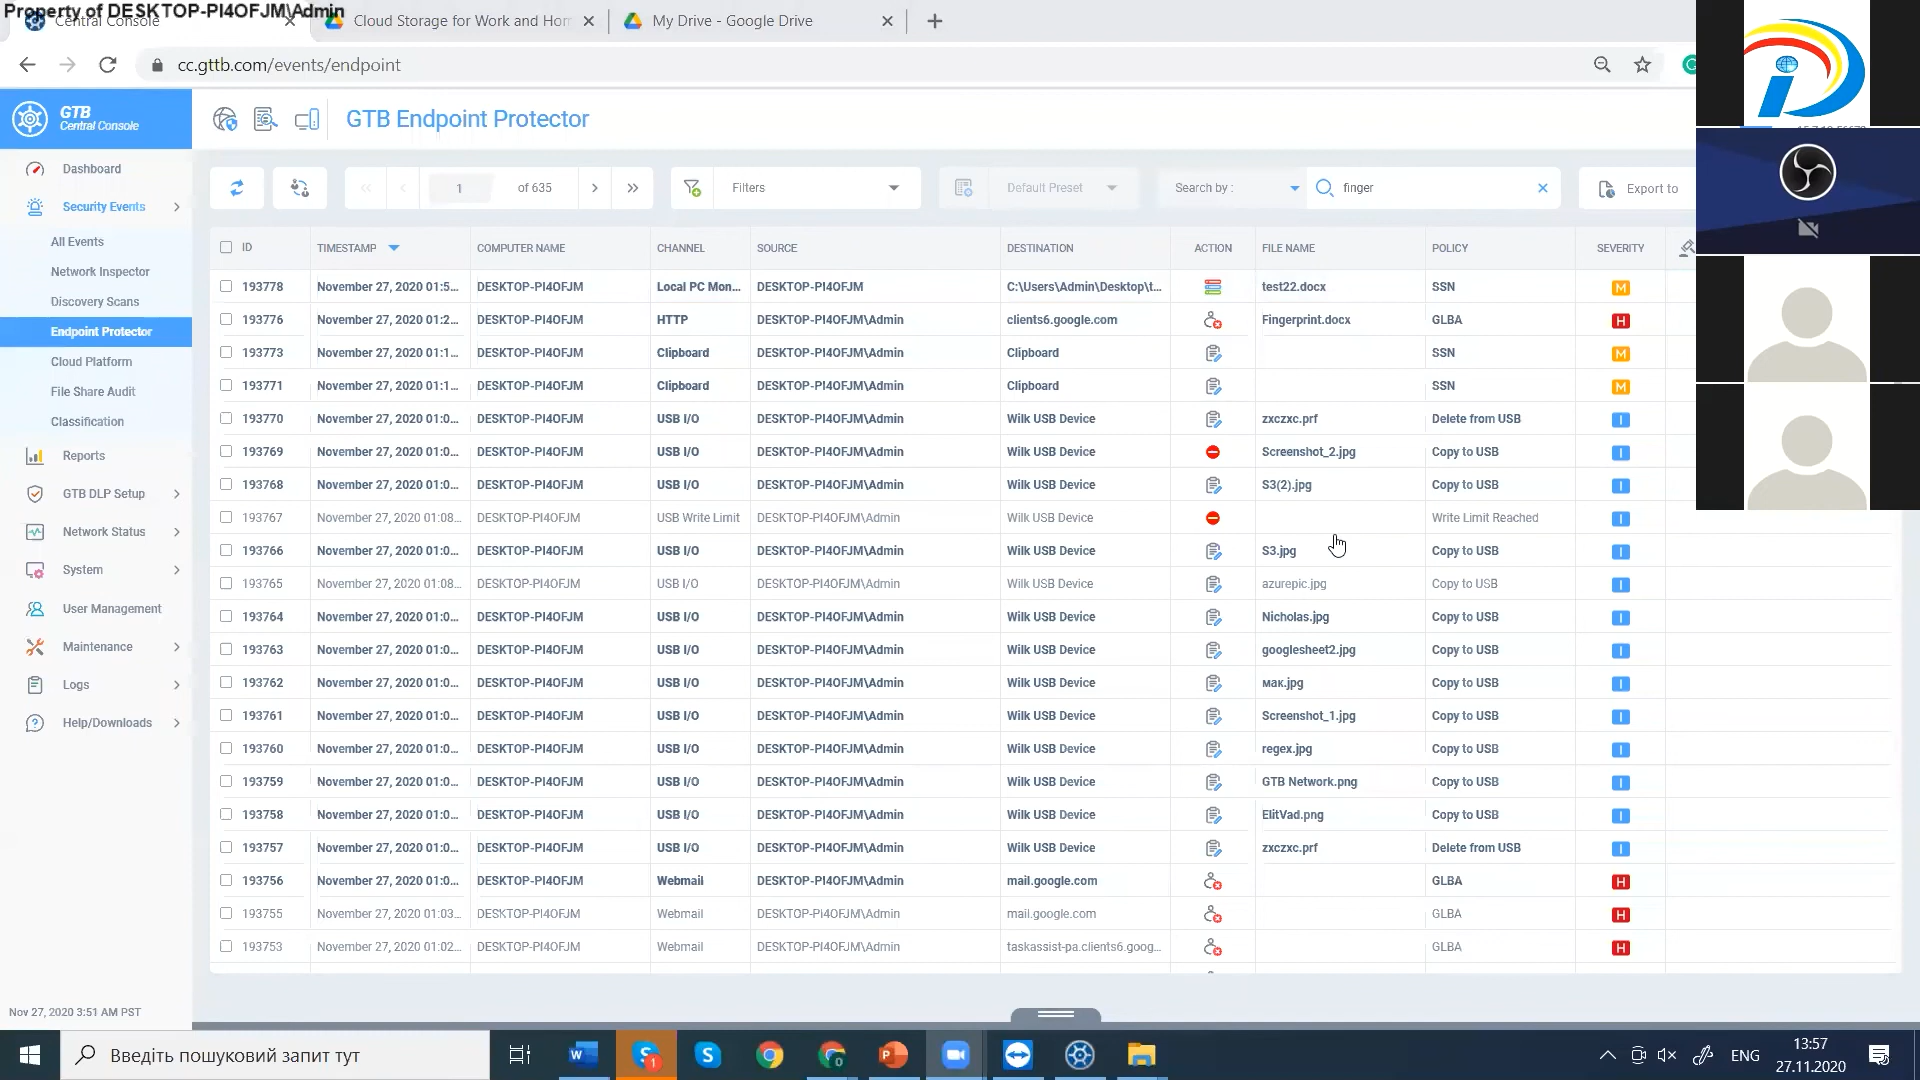 Property of DESKTOP-PI4OFJM\Admin
Central Console
Cloud Storage for Work and Hom
My Drive - Google Drive
cc.gttb.com/events/endpoint
GTB
Central Console
GTB Endpoint Protector
1
of 635
Filters
Default Preset
Search by :
finger
Export to
Dashboard
Security Events
All Events
Network Inspector
Discovery Scans
Endpoint Protector
Cloud Platform
File Share Audit
Classification
Reports
GTB DLP Setup
Network Status
System
User Management
Maintenance
Logs
Help/Downloads
Nov 27, 2020 3:51 AM PST
ID TIMESTAMP COMPUTER NAME CHANNEL SOURCE DESTINATION ACTION FILE NAME POLICY SEVERITY
193778 November 27, 2020 01:5... DESKTOP-PI4OFJM Local PC Mon... DESKTOP-PI4OFJM C:\Users\Admin\Desktop\t... test22.docx SSN M
193776 November 27, 2020 01:2... DESKTOP-PI4OFJM HTTP DESKTOP-PI4OFJM\Admin clients6.google.com Fingerprint.docx GLBA H
193773 November 27, 2020 01:1... DESKTOP-PI4OFJM Clipboard DESKTOP-PI4OFJM\Admin Clipboard SSN M
193771 November 27, 2020 01:1... DESKTOP-PI4OFJM Clipboard DESKTOP-PI4OFJM\Admin Clipboard SSN M
193770 November 27, 2020 01:0... DESKTOP-PI4OFJM USB I/O DESKTOP-PI4OFJM\Admin Wilk USB Device zxczxc.prf Delete from USB I
193769 November 27, 2020 01:0... DESKTOP-PI4OFJM USB I/O DESKTOP-PI4OFJM\Admin Wilk USB Device Screenshot_2.jpg Copy to USB I
193768 November 27, 2020 01:0... DESKTOP-PI4OFJM USB I/O DESKTOP-PI4OFJM\Admin Wilk USB Device S3(2).jpg Copy to USB I
193767 November 27, 2020 01:08... DESKTOP-PI4OFJM USB Write Limit DESKTOP-PI4OFJM\Admin Wilk USB Device Write Limit Reached I
193766 November 27, 2020 01:0... DESKTOP-PI4OFJM USB I/O DESKTOP-PI4OFJM\Admin Wilk USB Device S3.jpg Copy to USB I
193765 November 27, 2020 01:08... DESKTOP-PI4OFJM USB I/O DESKTOP-PI4OFJM\Admin Wilk USB Device azurepic.jpg Copy to USB I
193764 November 27, 2020 01:0... DESKTOP-PI4OFJM USB I/O DESKTOP-PI4OFJM\Admin Wilk USB Device Nicholas.jpg Copy to USB I
193763 November 27, 2020 01:0... DESKTOP-PI4OFJM USB I/O DESKTOP-PI4OFJM\Admin Wilk USB Device googlesheet2.jpg Copy to USB I
193762 November 27, 2020 01:0... DESKTOP-PI4OFJM USB I/O DESKTOP-PI4OFJM\Admin Wilk USB Device мак.jpg Copy to USB I
193761 November 27, 2020 01:0... DESKTOP-PI4OFJM USB I/O DESKTOP-PI4OFJM\Admin Wilk USB Device Screenshot_1.jpg Copy to USB I
193760 November 27, 2020 01:0... DESKTOP-PI4OFJM USB I/O DESKTOP-PI4OFJM\Admin Wilk USB Device regex.jpg Copy to USB I
193759 November 27, 2020 01:0... DESKTOP-PI4OFJM USB I/O DESKTOP-PI4OFJM\Admin Wilk USB Device GTB Network.png Copy to USB I
193758 November 27, 2020 01:0... DESKTOP-PI4OFJM USB I/O DESKTOP-PI4OFJM\Admin Wilk USB Device ElitVad.png Copy to USB I
193757 November 27, 2020 01:0... DESKTOP-PI4OFJM USB I/O DESKTOP-PI4OFJM\Admin Wilk USB Device zxczxc.prf Delete from USB I
193756 November 27, 2020 01:0... DESKTOP-PI4OFJM Webmail DESKTOP-PI4OFJM\Admin mail.google.com GLBA H
193755 November 27, 2020 01:03... DESKTOP-PI4OFJM Webmail DESKTOP-PI4OFJM\Admin mail.google.com GLBA H
193753 November 27, 2020 01:02... DESKTOP-PI4OFJM Webmail DESKTOP-PI4OFJM\Admin taskassist-pa.clients6.goog... GLBA H
Введіть пошуковий запит тут
ENG
13:57
27.11.2020